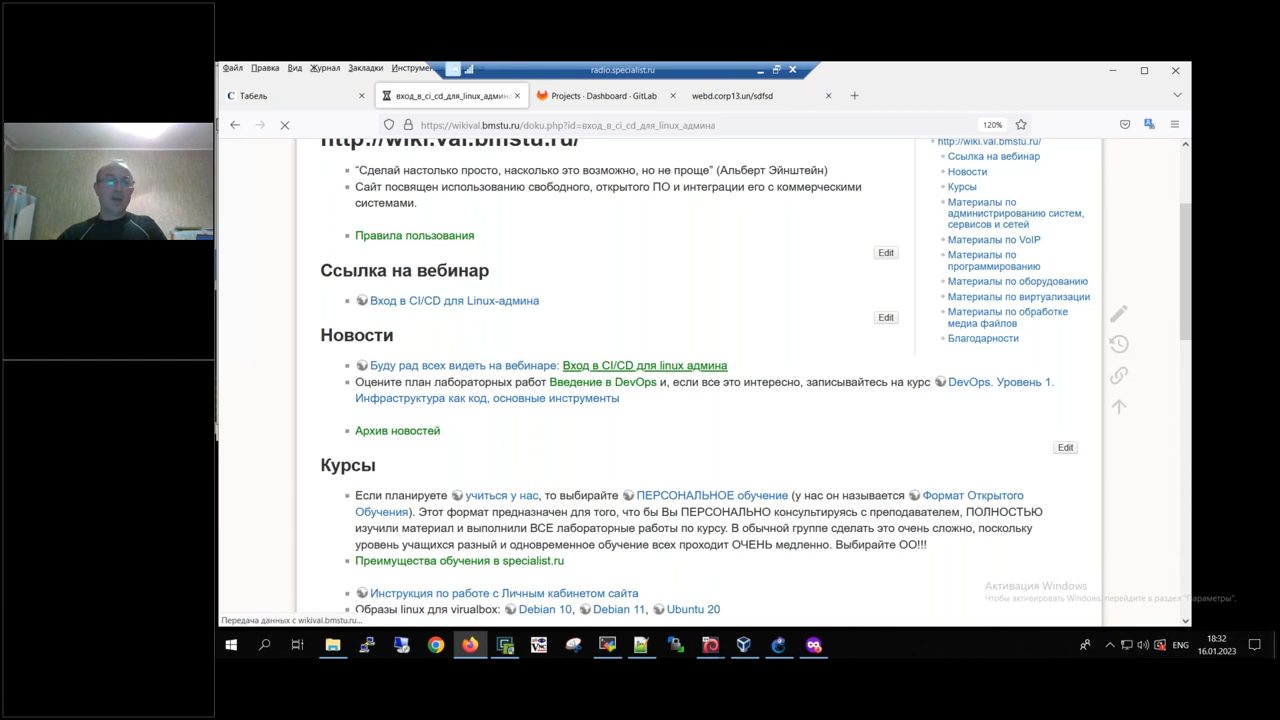 Файл Правка Вид Журнал Закладки Инструмен
radio.specialist.ru
Табель
вход_в_ci_cd_для_linux_админа
Projects · Dashboard · GitLab
webd.corp13.un/sdfsd
https://wikival.bmstu.ru/doku.php?id=вход_в_ci_cd_для_linux_админа
120%
http://wiki.val.bmstu.ru/
“Сделай настолько просто, насколько это возможно, но не проще” (Альберт Эйнштейн)
Сайт посвящен использованию свободного, открытого ПО и интеграции его с коммерческими
системами.
Правила пользования
Edit
Ссылка на вебинар
Вход в CI/CD для Linux-админа
Edit
Новости
Буду рад всех видеть на вебинаре: Вход в CI/CD для linux админа
Оцените план лабораторных работ Введение в DevOps и, если все это интересно, записывайтесь на курс DevOps. Уровень 1.
Инфраструктура как код, основные инструменты
Архив новостей
Edit
Курсы
Если планируете учиться у нас, то выбирайте ПЕРСОНАЛЬНОЕ обучение (у нас он называется Формат Открытого
Обучения). Этот формат предназначен для того, что бы Вы ПЕРСОНАЛЬНО консультируясь с преподавателем, ПОЛНОСТЬЮ
изучили материал и выполнили ВСЕ лабораторные работы по курсу. В обычной группе сделать это очень сложно, поскольку
уровень учащихся разный и одновременное обучение всех проходит ОЧЕНЬ медленно. Выбирайте ОО!!!
Преимущества обучения в specialist.ru
Инструкция по работе с Личным кабинетом сайта
Образы linux для virualbox: Debian 10, Debian 11, Ubuntu 20
http://wiki.val.bmstu.ru/
Ссылка на вебинар
Новости
Курсы
Материалы по
администрированию систем,
сервисов и сетей
Материалы по VoIP
Материалы по
программированию
Материалы по оборудованию
Материалы по виртуализации
Материалы по обработке
медиа файлов
Благодарности
Активация Windows
Чтобы активировать Windows, перейдите в раздел "Параметры".
Передача данных с wikival.bmstu.ru…
ENG
18:32
16.01.2023